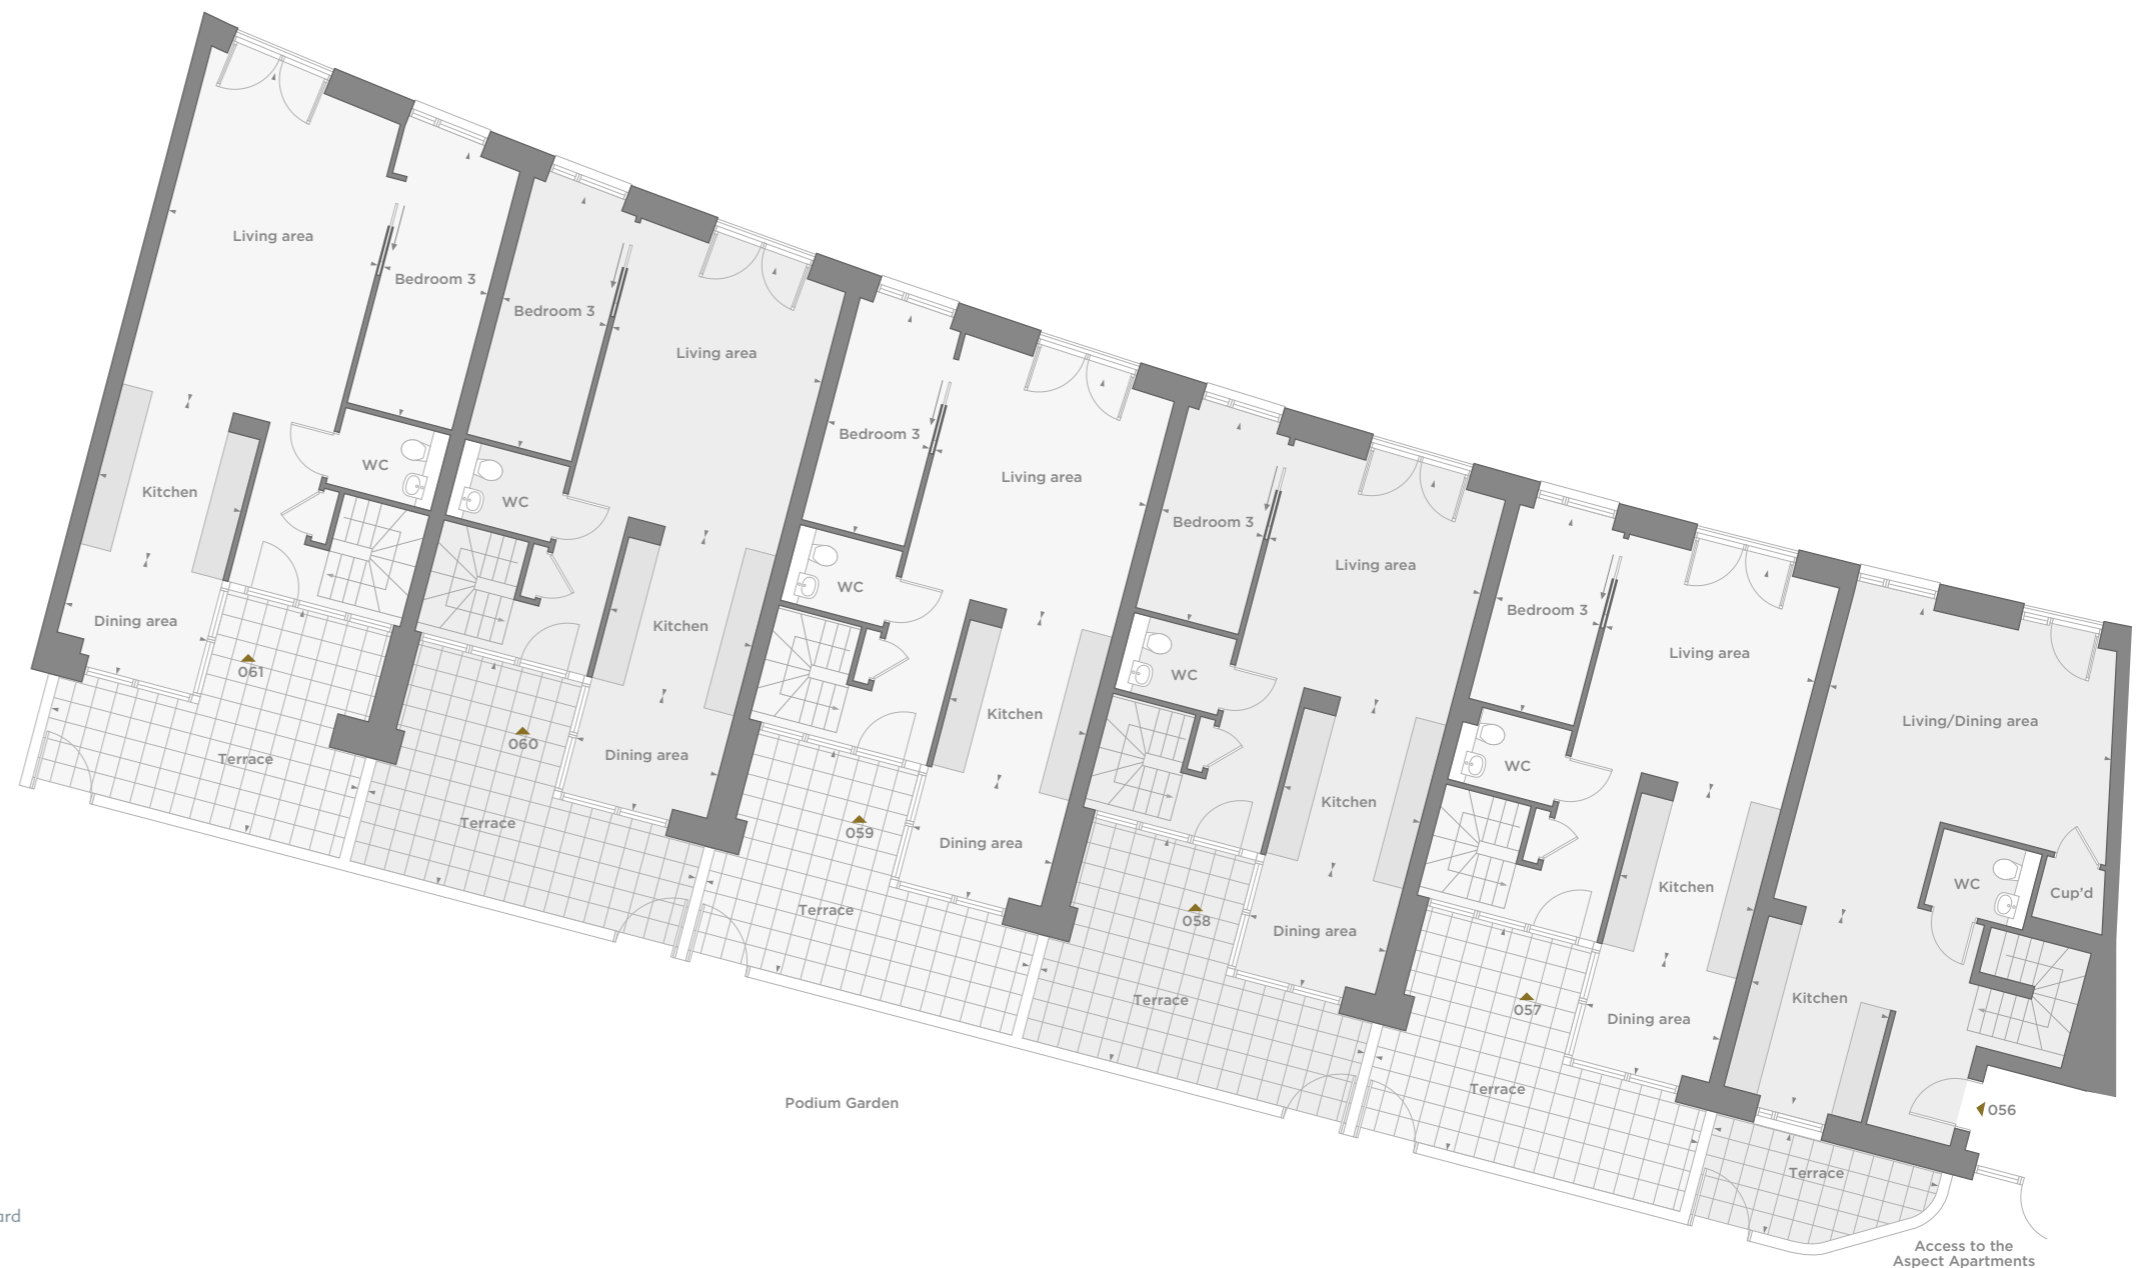 Living area
Bedroom 3
WC
Kitchen
Dining area
061
Terrace
Bedroom 3
Living area
WC
Kitchen
060
Dining area
Terrace
Bedroom 3
Living area
WC
Kitchen
059
Dining area
Terrace
Bedroom 3
Living area
WC
Kitchen
058
Dining area
Terrace
Bedroom 3
Living area
WC
Kitchen
057
Dining area
Terrace
Living/Dining area
WC
Cup'd
Kitchen
056
Terrace
Podium Garden
Access to the
Aspect Apartments